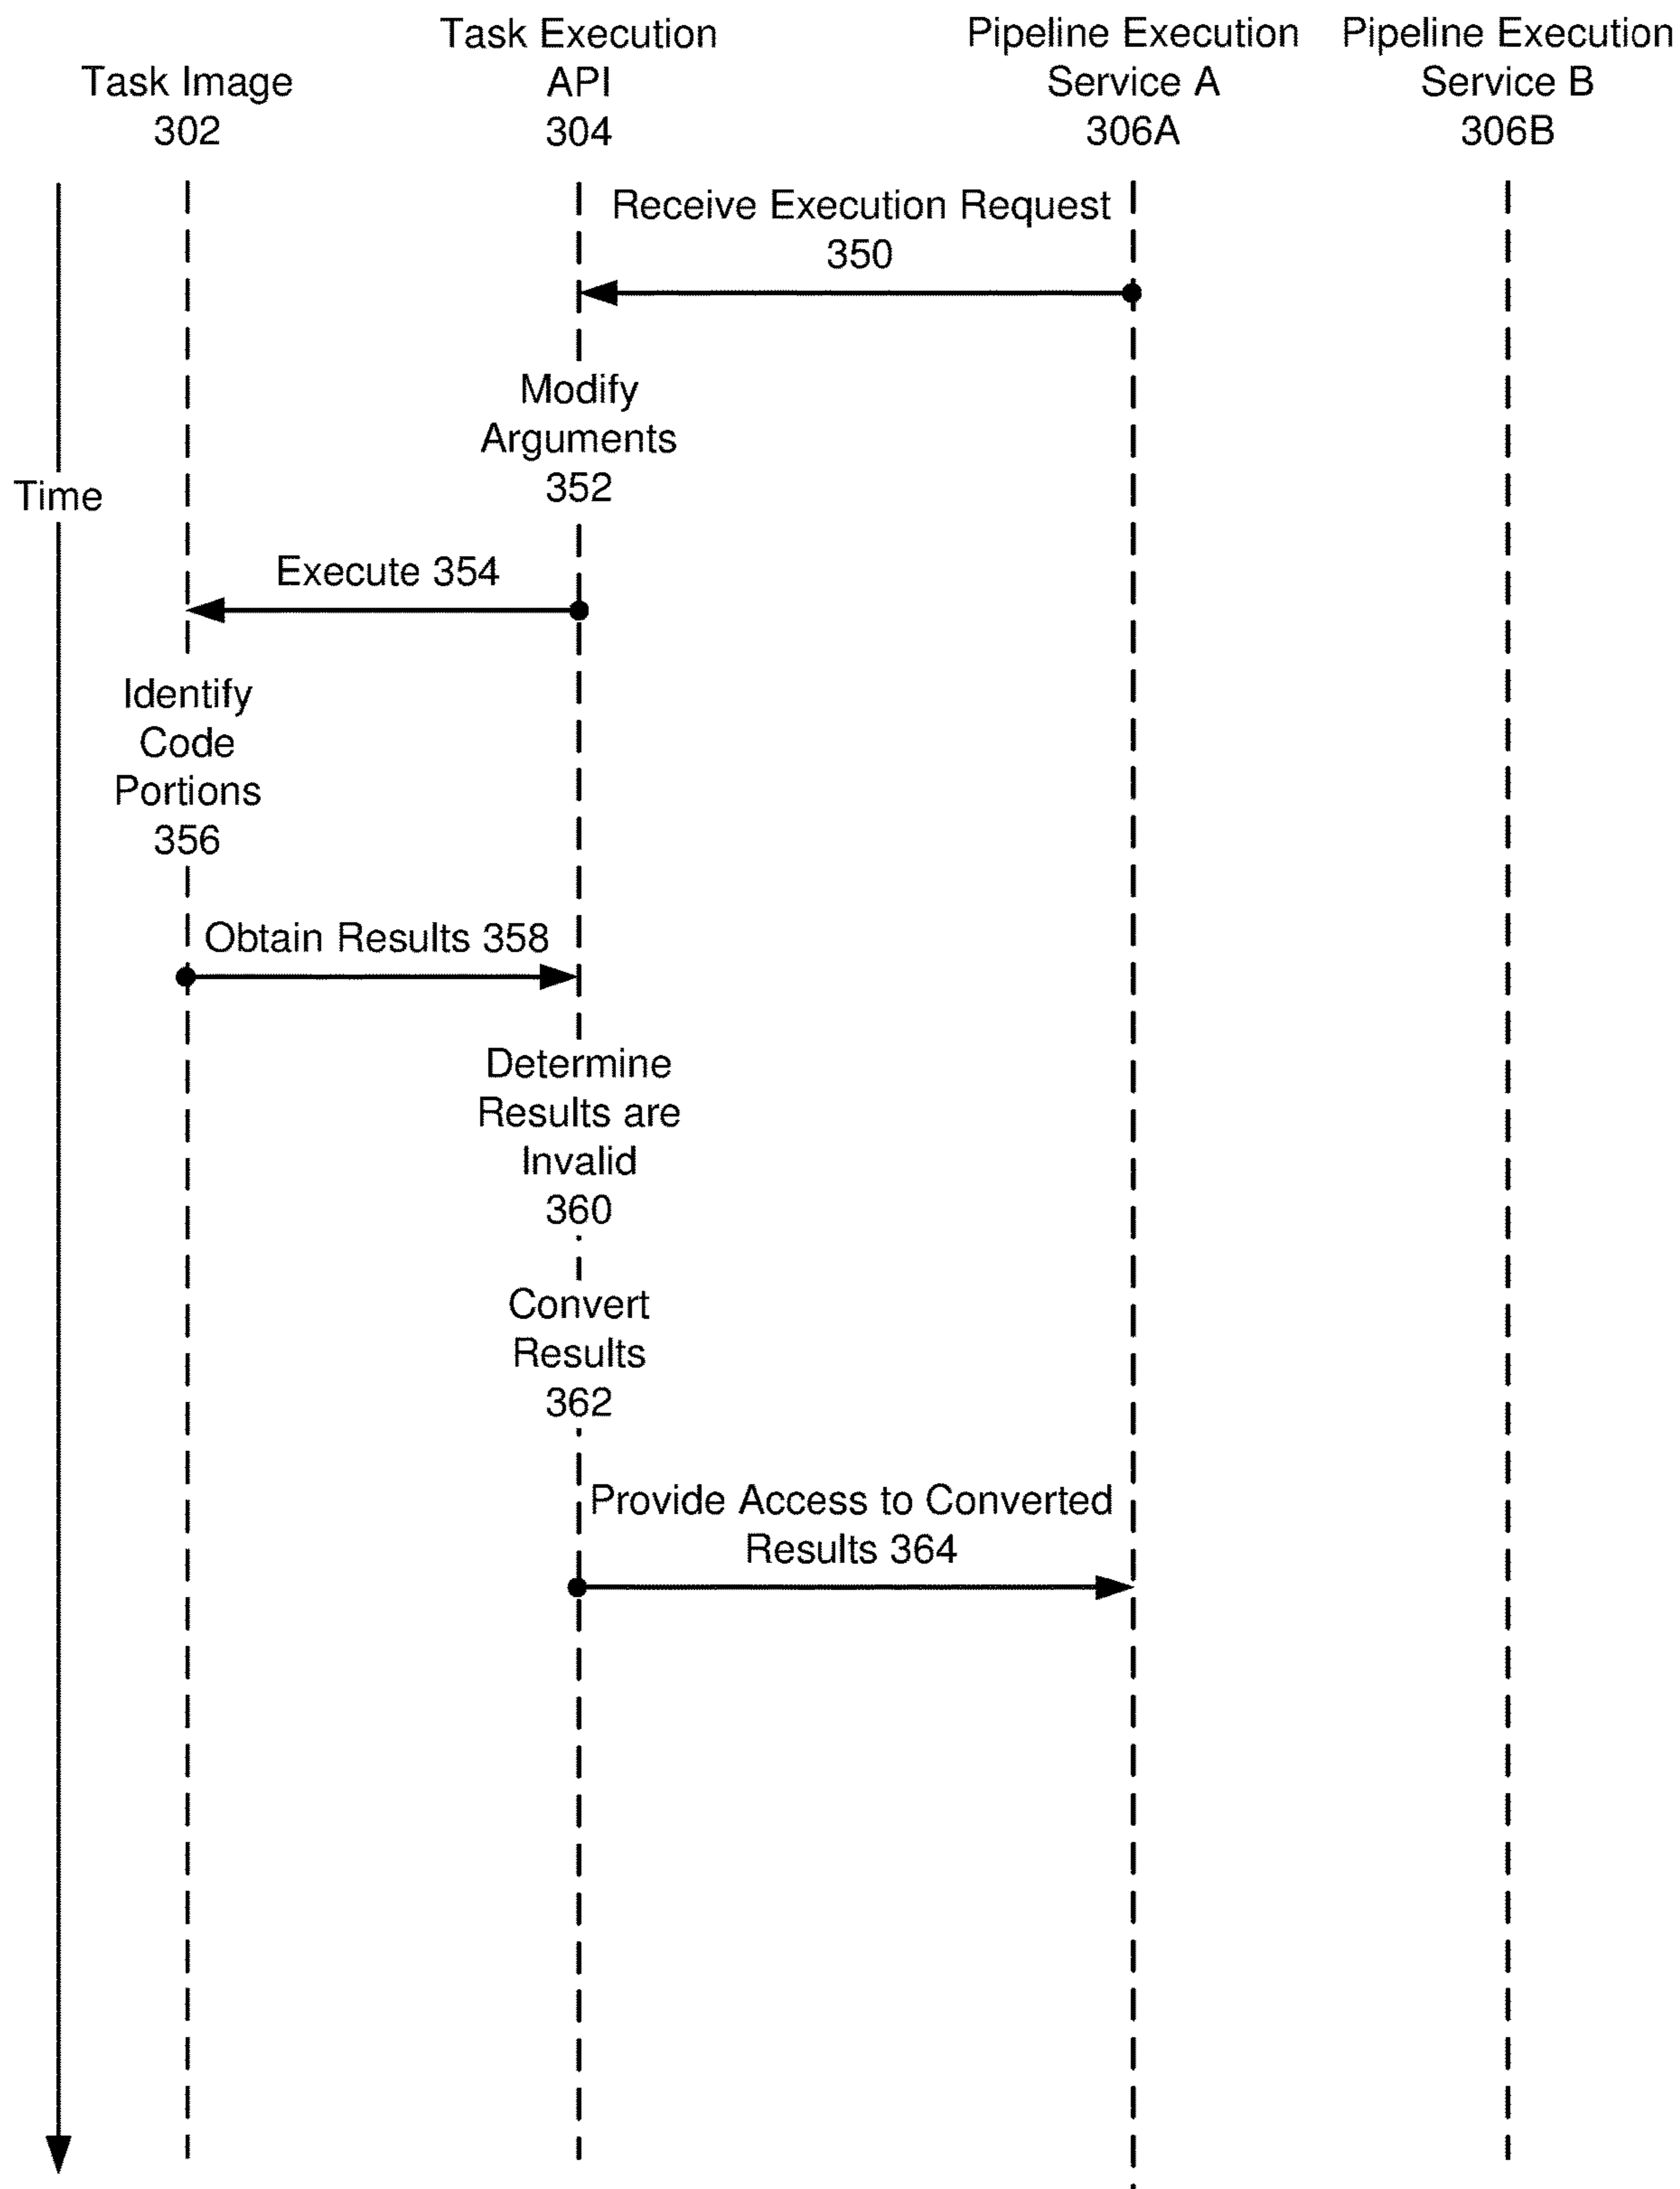 Task Image
302
Task Execution
API
304
Pipeline Execution
Service A
306A
Pipeline Execution
Service B
306B
Receive Execution Request
350
Modify
Arguments
352
Time
Execute 354
Identify
Code
Portions
356
Obtain Results 358
Determine
Results are
Invalid
360
Convert
Results
362
Provide Access to Converted
Results 364